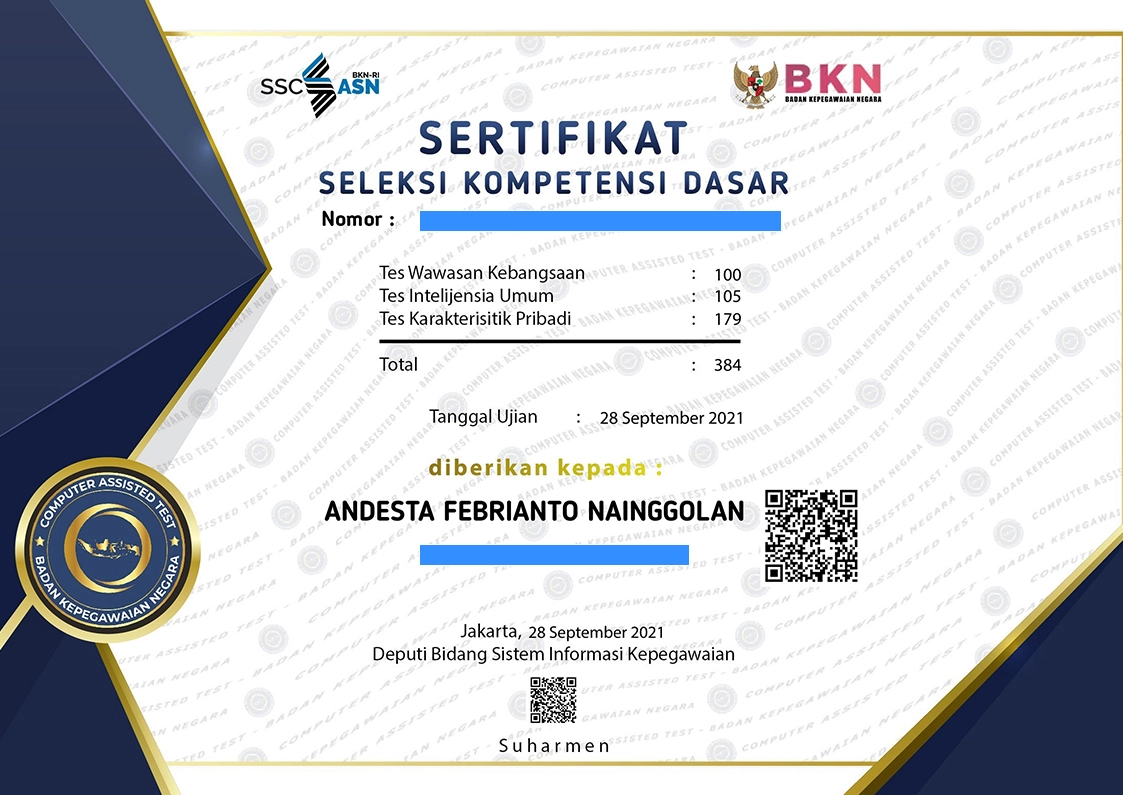 SSC ASN BKN-RI
BKN
BADAN KEPEGAWAIAN NEGARA
SERTIFIKAT
SELEKSI KOMPETENSI DASAR
Nomor :
Tes Wawasan Kebangsaan : 100
Tes Intelijensia Umum : 105
Tes Karakterisitik Pribadi : 179
Total : 384
Tanggal Ujian : 28 September 2021
diberikan kepada :
ANDESTA FEBRIANTO NAINGGOLAN
COMPUTER ASSISTED TEST
BADAN KEPEGAWAIAN NEGARA
Jakarta, 28 September 2021
Deputi Bidang Sistem Informasi Kepegawaian
Suharmen